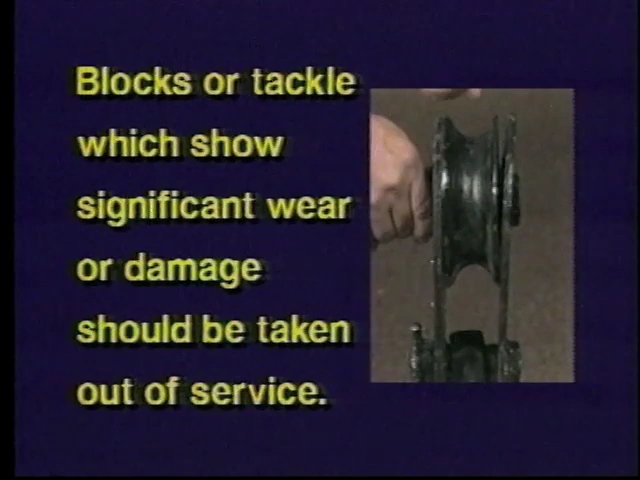 Blocks or tackle
which show
significant wear
or damage
should be taken
out of service.